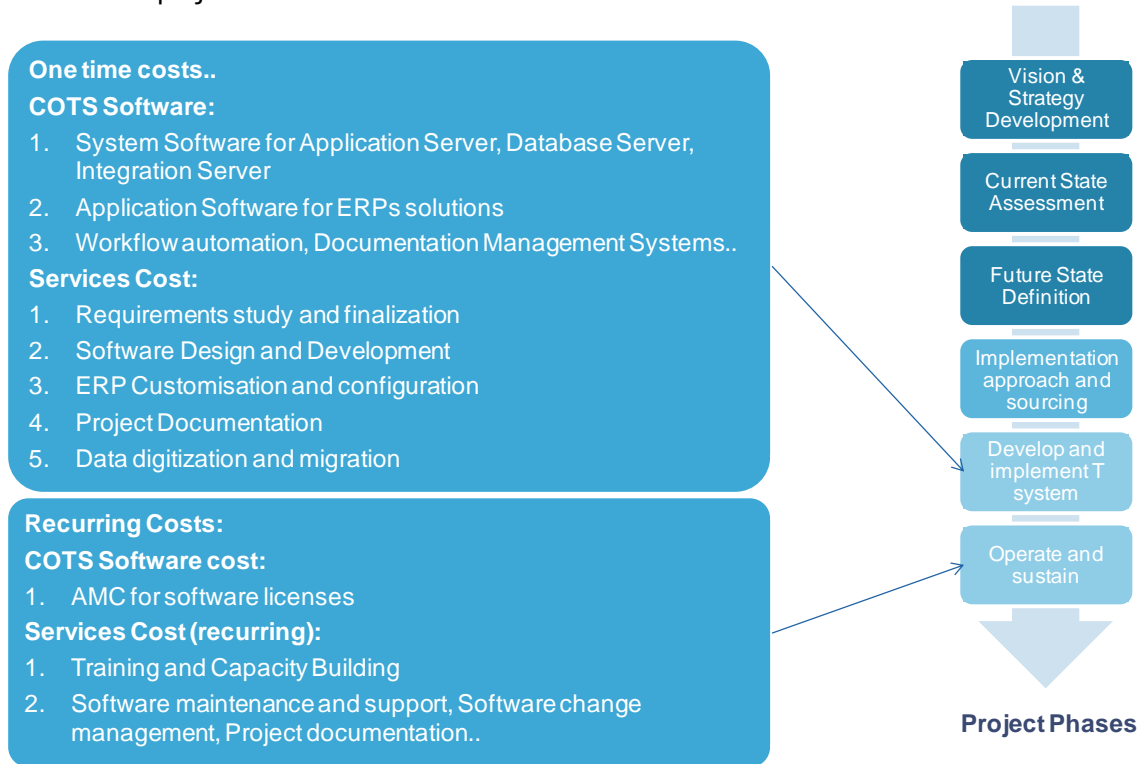 One time costs..
COTS Software:
1. System Software for Application Server, Database Server,
Integration Server
2. Application Software for ERPs solutions
3. Workflow automation, Documentation Management Systems..
Services Cost:
1. Requirements study and finalization
2. Software Design and Development
3. ERP Customisation and configuration
4. Project Documentation
5. Data digitization and migration
Recurring Costs:
COTS Software cost:
1. AMC for software licenses
Services Cost (recurring):
1. Training and Capacity Building
2. Software maintenance and support, Software change
management, Project documentation..
Vision &
Strategy
Development
Current State
Assessment
Future State
Definition
Implementation
approach and
sourcing
Develop and
implement T
system
Operate and
sustain
Project Phases